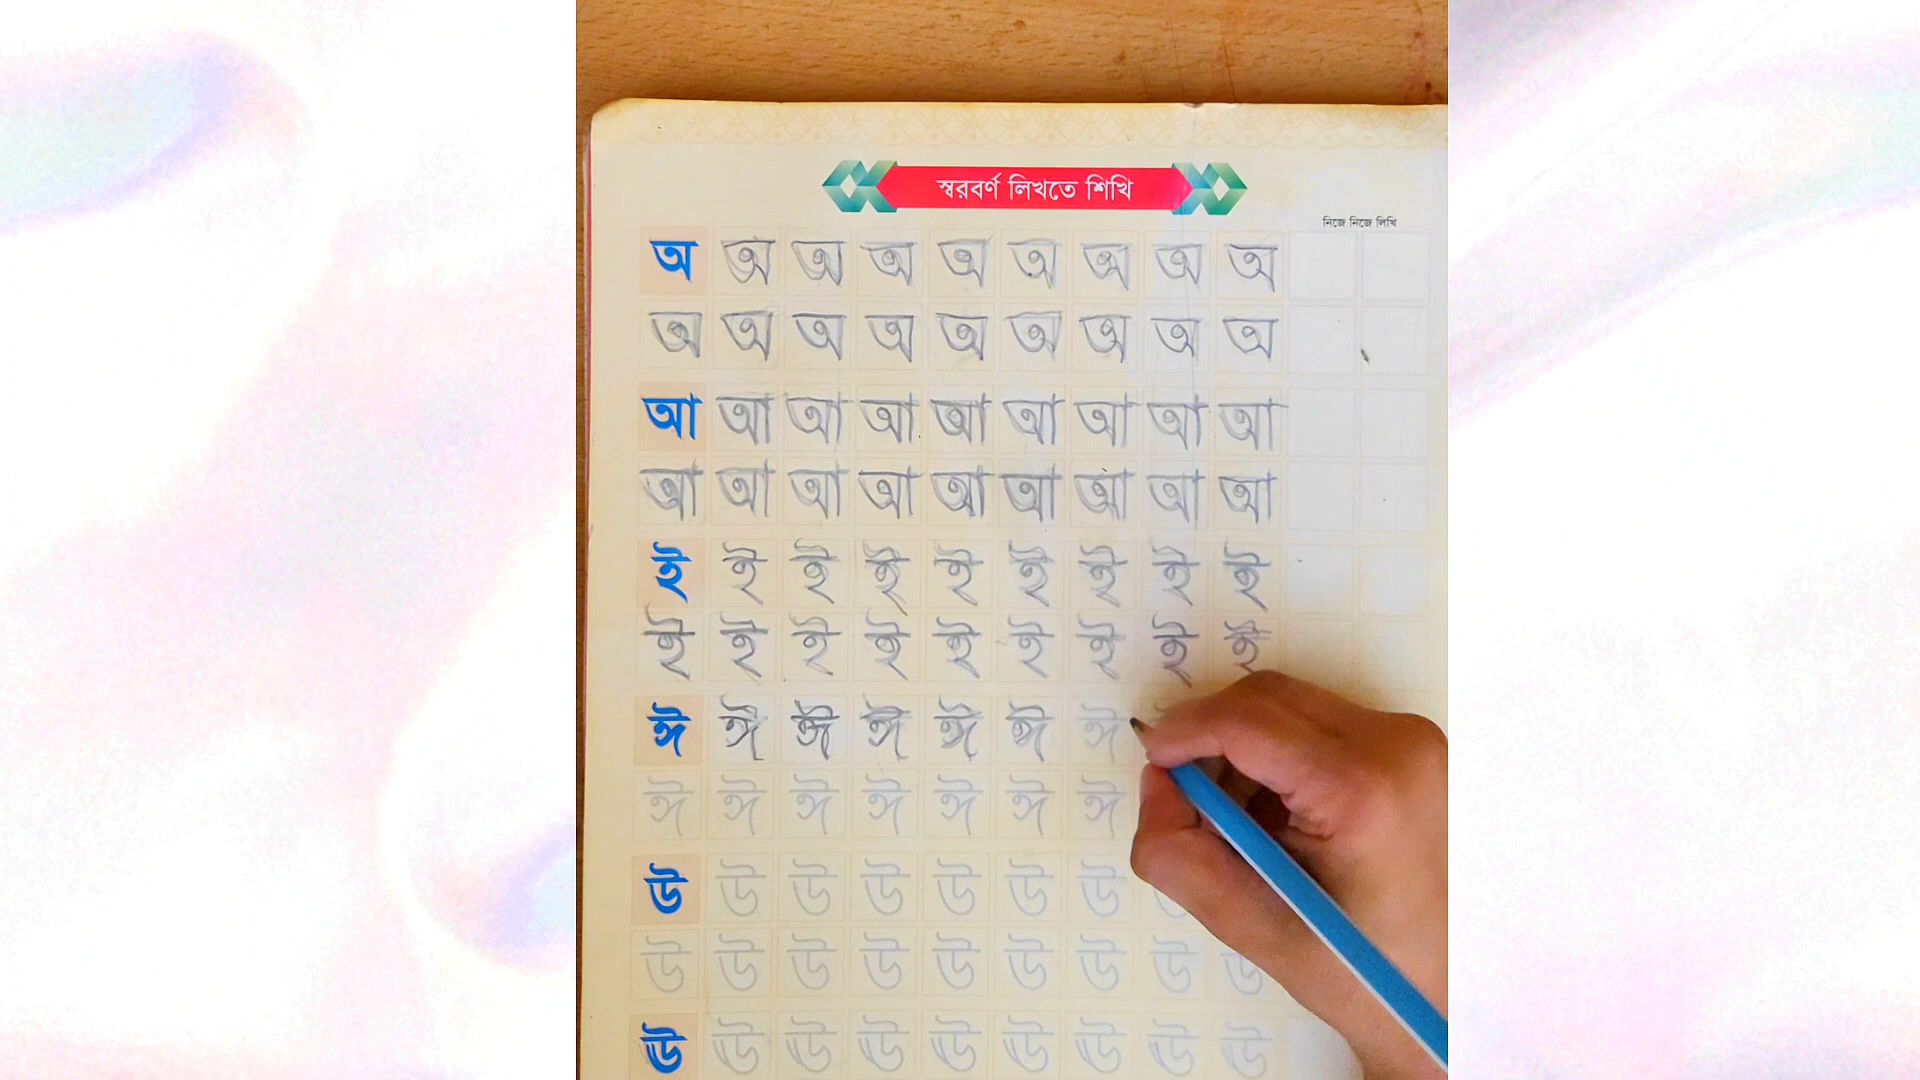 স্বরবর্ণ লিখতে শিখি
নিজে নিজে লিখি
অ অ অ অ অ অ অ অ অ
অ অ অ অ অ অ অ অ অ
আ আ আ আ আ আ আ আ আ
আ আ আ আ আ আ আ আ আ
ই ই ই ই ই ই ই ই ই
ই ই ই ই ই ই ই ই ই
ঈ ঈ ঈ ঈ ঈ ঈ ঈ
ঈ ঈ ঈ ঈ ঈ ঈ ঈ
উ উ উ উ উ উ উ
উ উ উ উ উ উ উ উ উ
ঊ ঊ ঊ ঊ ঊ ঊ ঊ ঊ ঊ